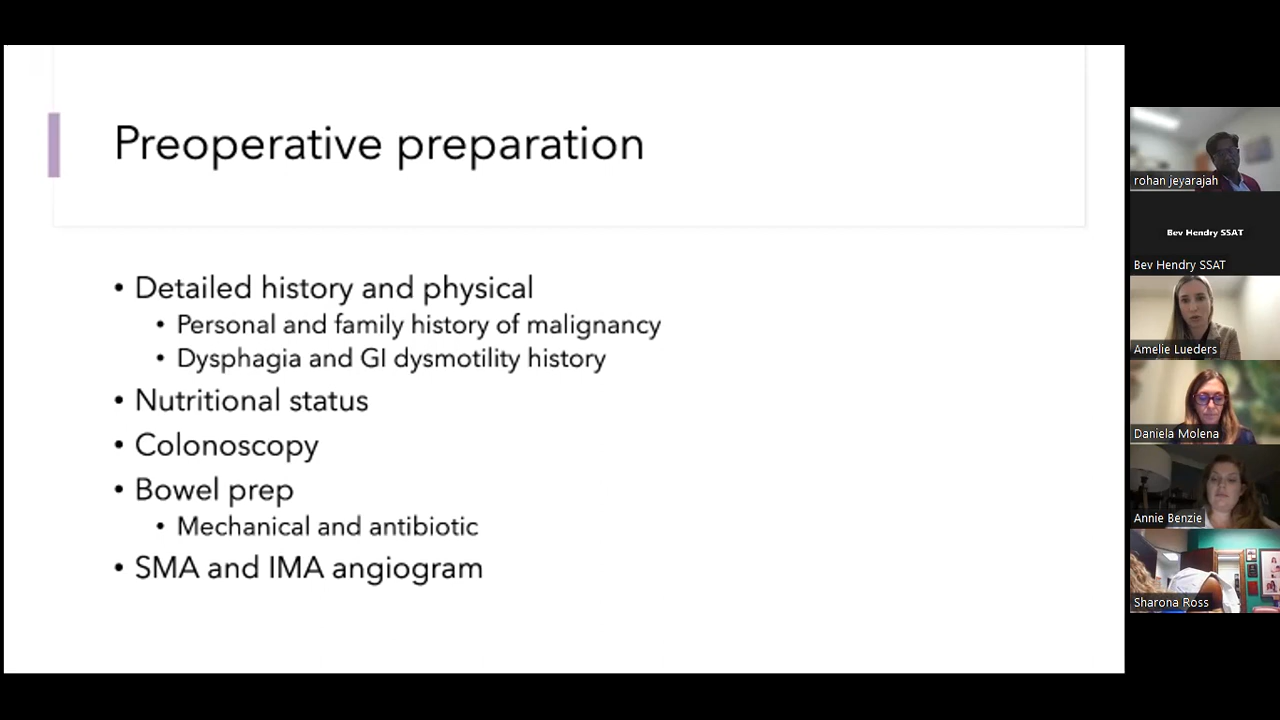 Preoperative preparation
• Detailed history and physical
• Personal and family history of malignancy
• Dysphagia and GI dysmotility history
• Nutritional status
• Colonoscopy
• Bowel prep
• Mechanical and antibiotic
• SMA and IMA angiogram
rohan jeyarajah
Bev Hendry SSAT
Bev Hendry SSAT
Amelie Lueders
Daniela Molena
Annie Benzie
Sharona Ross